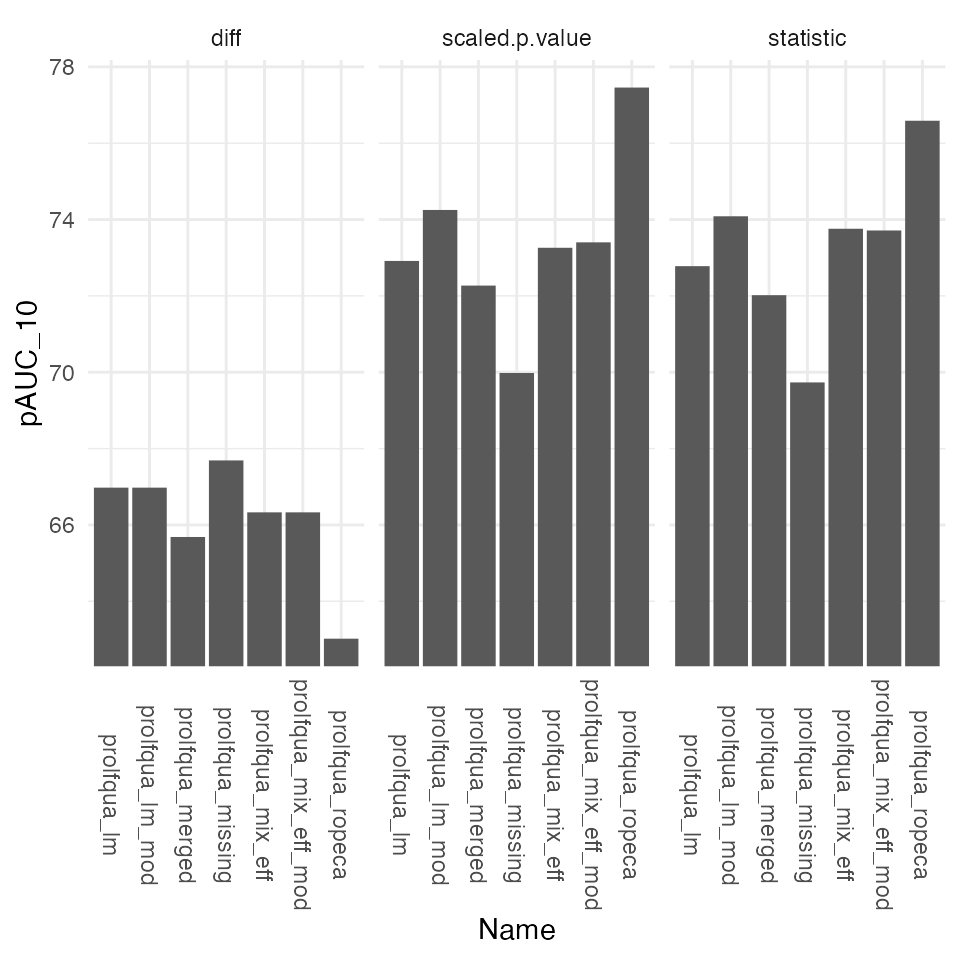 diff
scaled.p.value
statistic
pAUC_10
78
74
70
66
prolfqua_lm
prolfqua_lm_mod
prolfqua_merged
prolfqua_missing
prolfqua_mix_eff
prolfqua_mix_eff_mod
prolfqua_ropeca
prolfqua_lm
prolfqua_lm_mod
prolfqua_merged
prolfqua_missing
prolfqua_mix_eff
prolfqua_mix_eff_mod
prolfqua_ropeca
prolfqua_lm
prolfqua_lm_mod
prolfqua_merged
prolfqua_missing
prolfqua_mix_eff
prolfqua_mix_eff_mod
prolfqua_ropeca
Name